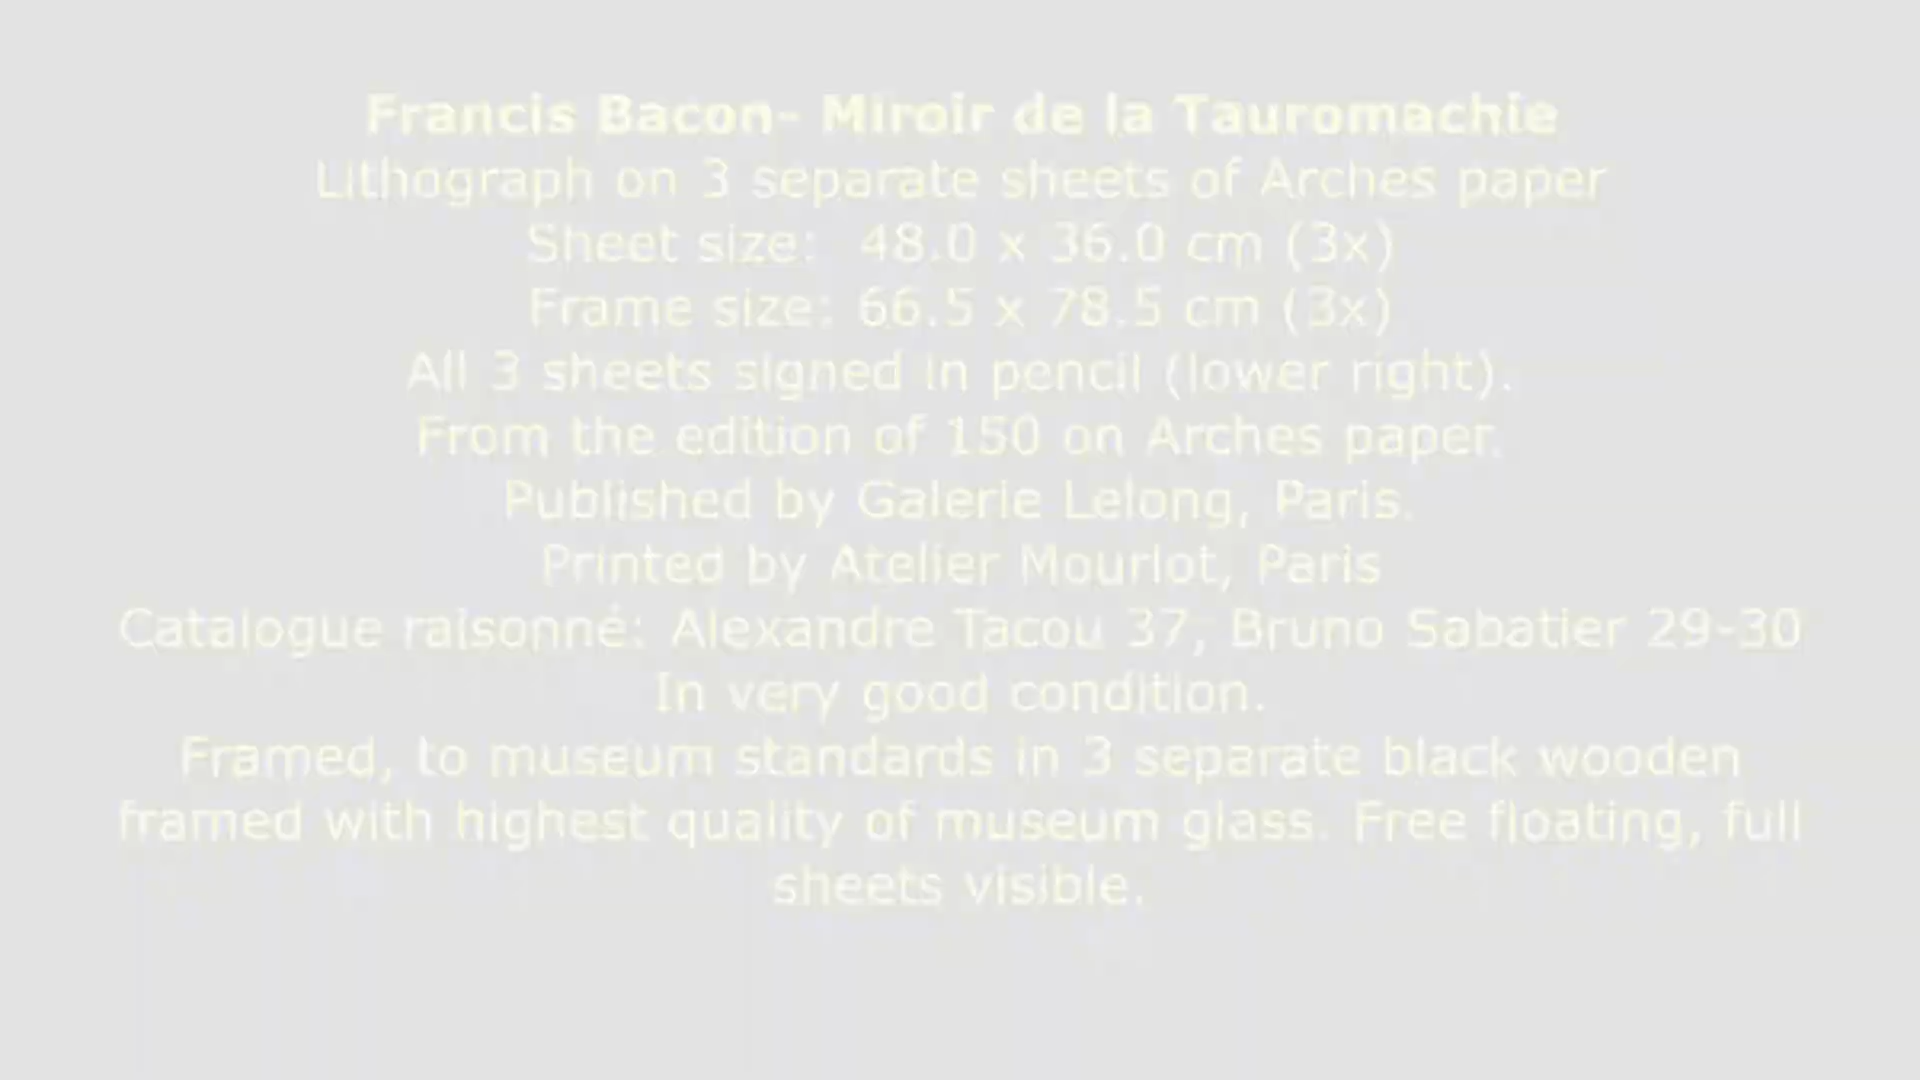 Francis Bacon- Miroir de la Tauromachie
Lithograph on 3 separate sheets of Arches paper
Sheet size:  48.0 x 36.0 cm (3x)
Frame size: 66.5 x 78.5 cm (3x)
All 3 sheets signed in pencil (lower right).
From the edition of 150 on Arches paper.
Published by Galerie Lelong, Paris.
Printed by Atelier Mourlot, Paris
Catalogue raisonné: Alexandre Tacou 37, Bruno Sabatier 29-30
In very good condition.
Framed, to museum standards in 3 separate black wooden
framed with highest quality of museum glass. Free floating, full
sheets visible.